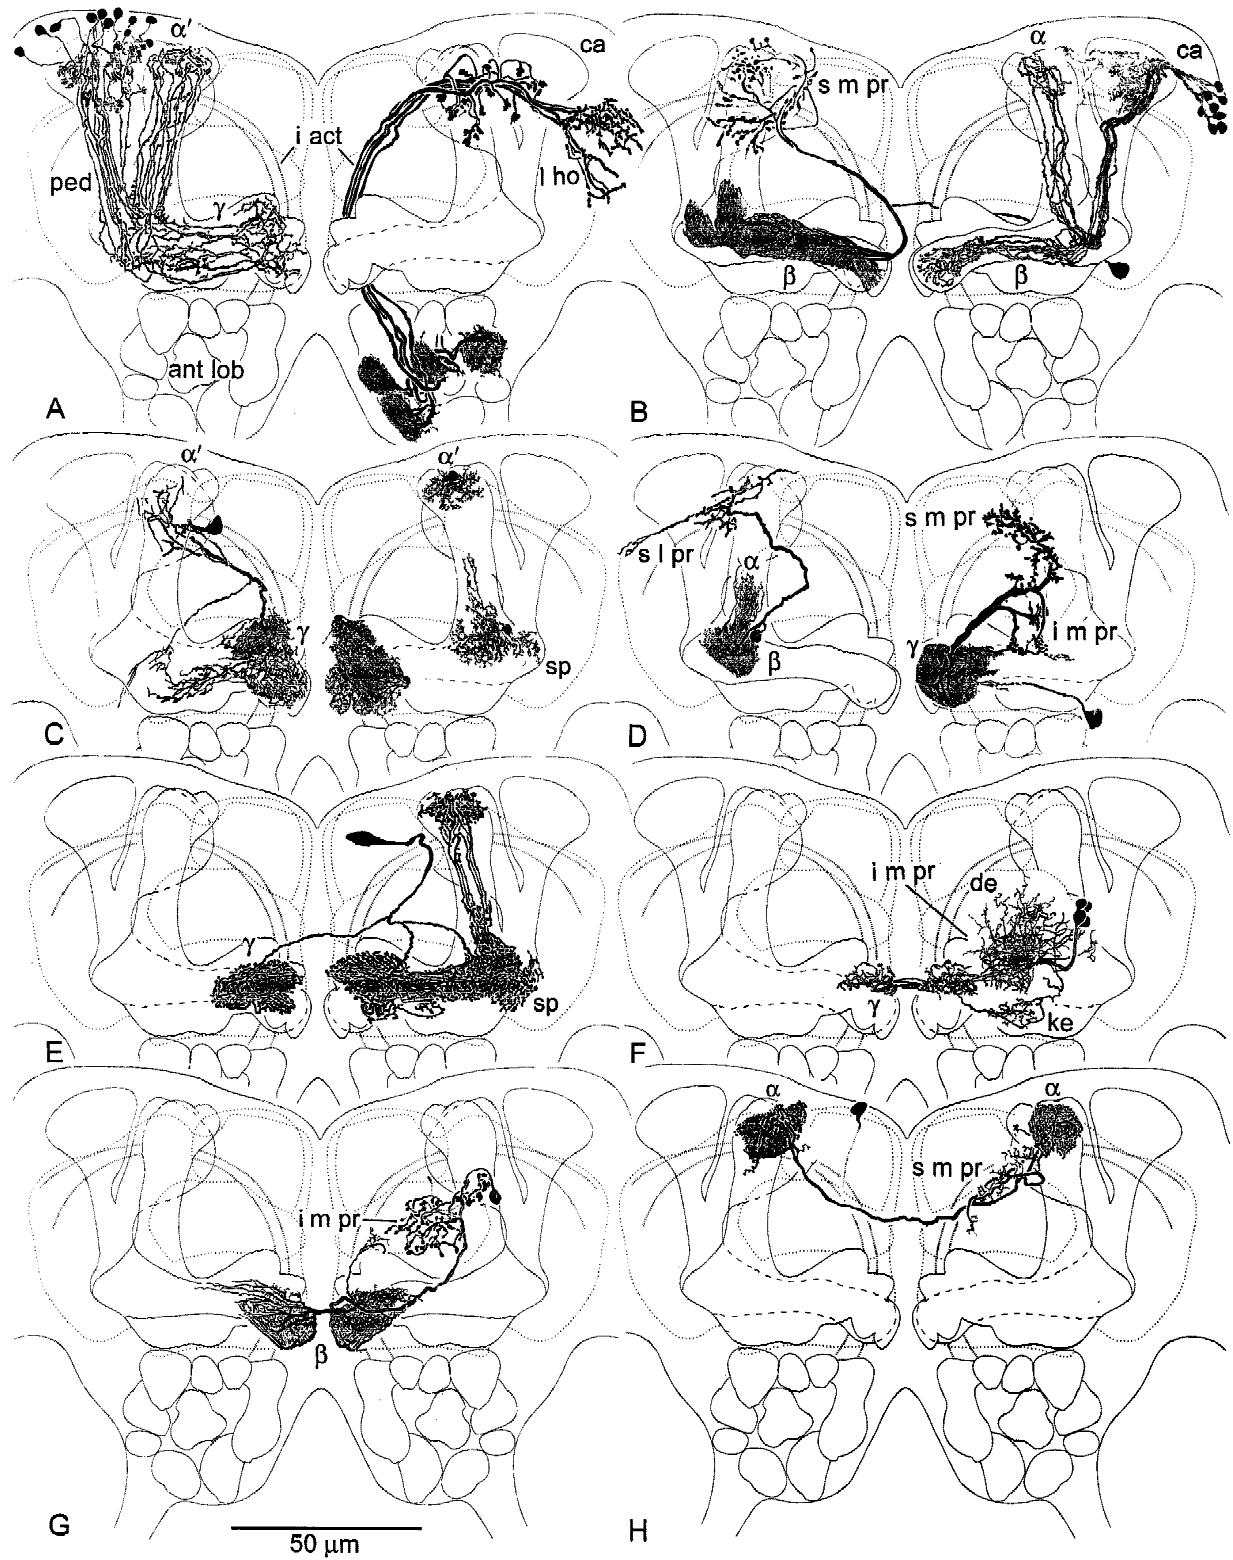 α′
ca
i act
ped
γ
l ho
ant lob
A
s m pr
α
ca
β
β
B
α′
γ
α′
sp
C
s l pr
α
β
s m pr
γ
i m pr
D
γ
sp
E
i m pr
de
γ
ke
F
i m pr
β
G
50 µm
α
α
s m pr
H